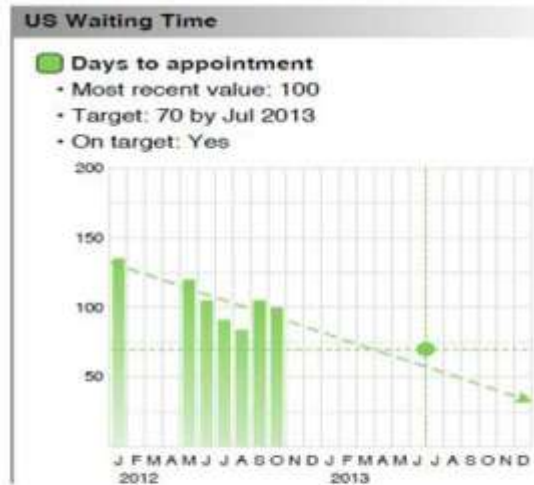 US Waiting Time
Days to appointment
• Most recent value: 100
• Target: 70 by Jul 2013
• On target: Yes
200
150
100
50
J F M A M J J A S O N D J F M A M J J A S O N D
2012 2013